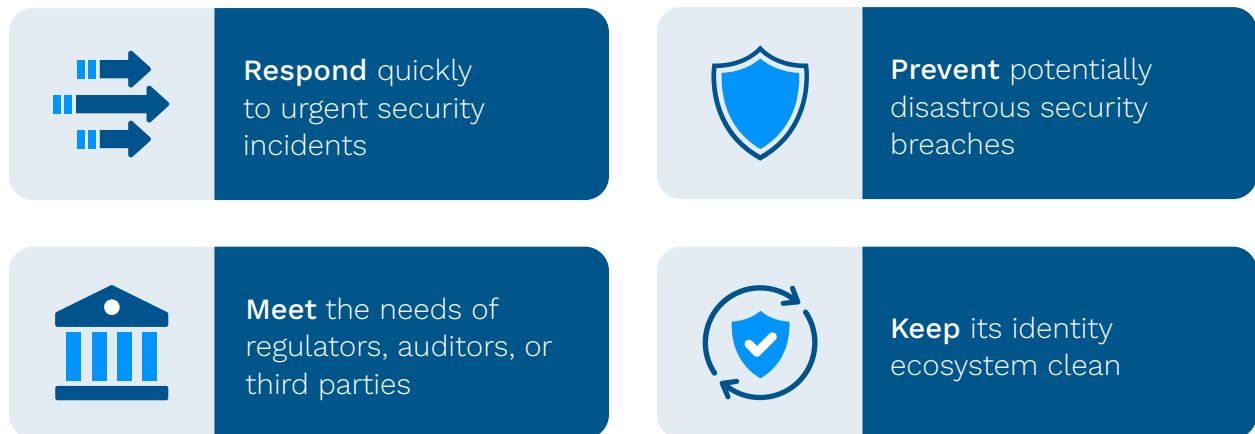 Respond quickly
to urgent security
incidents
Prevent potentially
disastrous security
breaches
Meet the needs of
regulators, auditors, or
third parties
Keep its identity
ecosystem clean